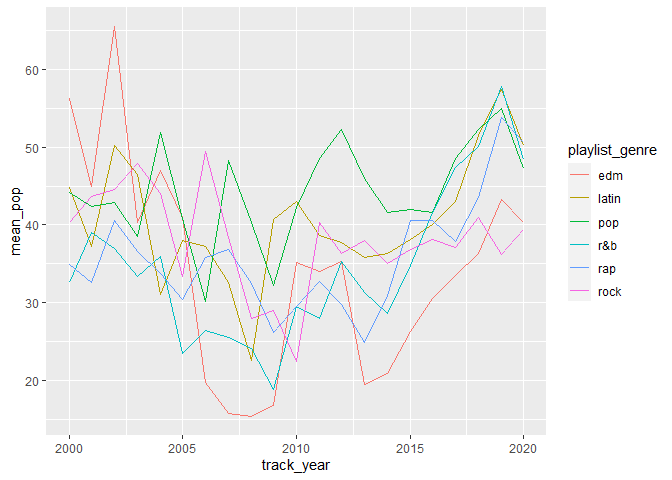 60
50
40
30
20
mean_pop
2000
2005
2010
2015
2020
track_year
playlist_genre
edm
latin
pop
r&b
rap
rock